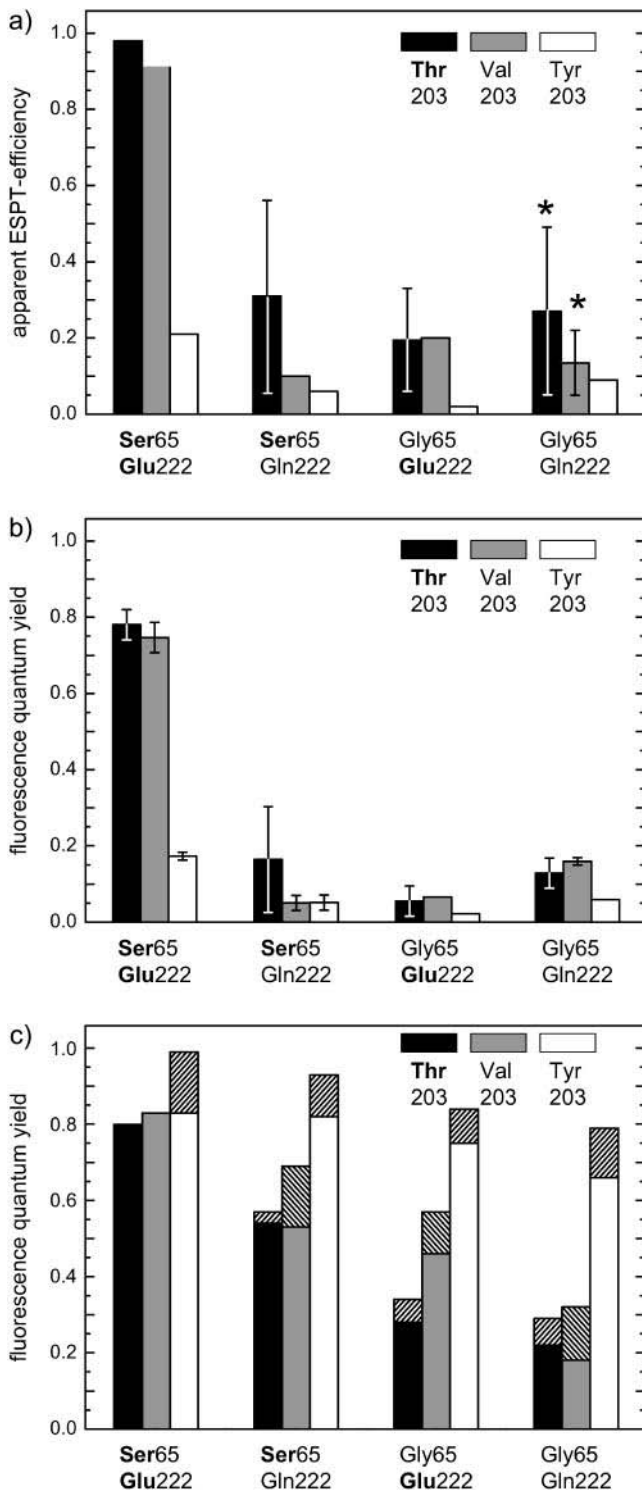 a)
1.0
0.8
0.6
0.4
0.2
0.0
apparent ESPT-efficiency
Thr Val Tyr
203 203 203
*
*
Ser65 Ser65 Gly65 Gly65
Glu222 Gln222 Glu222 Gln222
b)
1.0
0.8
0.6
0.4
0.2
0.0
fluorescence quantum yield
Thr Val Tyr
203 203 203
Ser65 Ser65 Gly65 Gly65
Glu222 Gln222 Glu222 Gln222
c)
1.0
0.8
0.6
0.4
0.2
0.0
fluorescence quantum yield
Thr Val Tyr
203 203 203
Ser65 Ser65 Gly65 Gly65
Glu222 Gln222 Glu222 Gln222